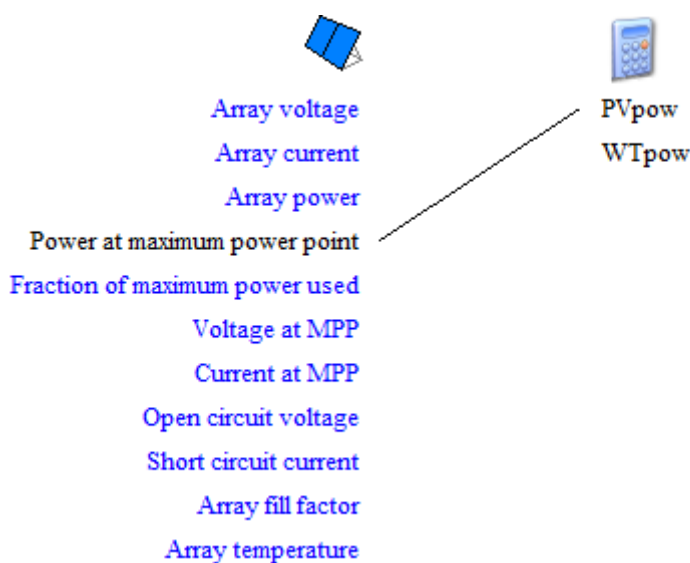 Array voltage
PVpow
Array current
WTpow
Array power
Power at maximum power point
Fraction of maximum power used
Voltage at MPP
Current at MPP
Open circuit voltage
Short circuit current
Array fill factor
Array temperature